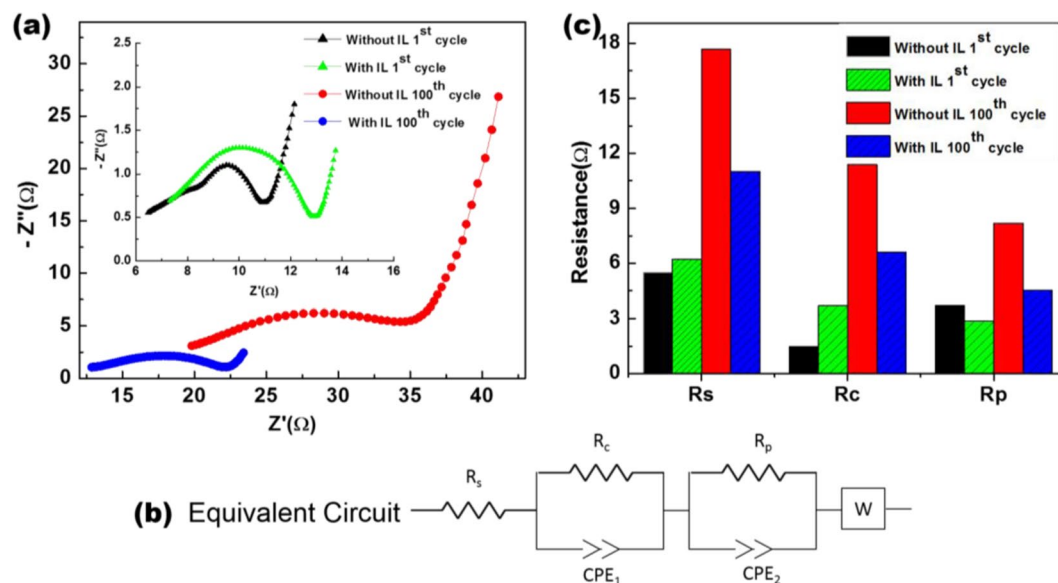 (a)
- Z''(Ω)
30
25
20
15
10
5
0
15 20 25 30 35 40
Z'(Ω)
2.5
2.0
1.5
1.0
0.5
0.0
6 8 10 12 14 16
- Z''(Ω)
Z'(Ω)
Without IL 1st cycle
With IL 1st cycle
Without IL 100th cycle
With IL 100th cycle
(c)
Resistance(Ω)
18
15
12
9
6
3
0
Without IL 1st cycle
With IL 1st cycle
Without IL 100th cycle
With IL 100th cycle
Rs Rc Rp
(b) Equivalent Circuit
Rs
Rc
CPE1
Rp
CPE2
W